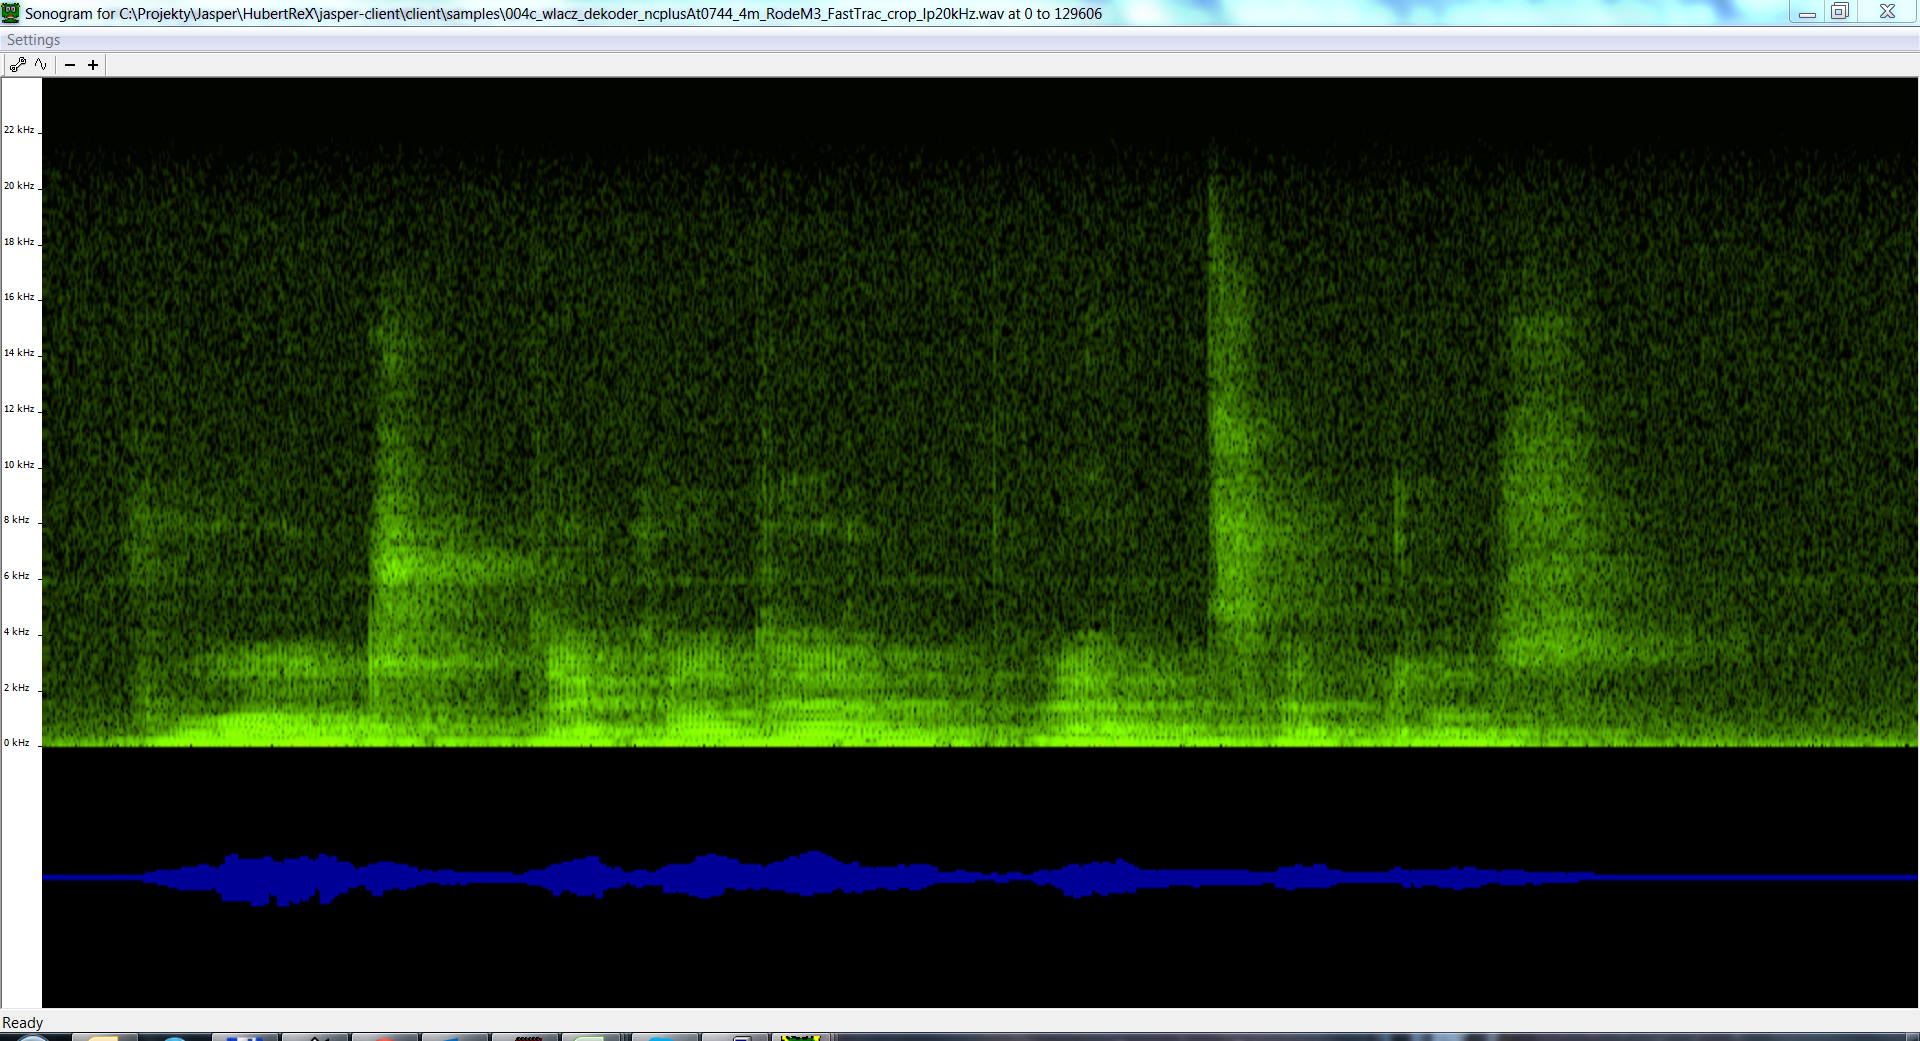 Sonogram for C:\Projekty\Jasper\HubertReX\jasper-client\client\samples\004c_wlacz_dekoder_ncplusAt0744_4m_RodeM3_FastTrac_crop_lp20kHz.wav at 0 to 129606
Settings
22 kHz
20 kHz
18 kHz
16 kHz
14 kHz
12 kHz
10 kHz
8 kHz
6 kHz
4 kHz
2 kHz
0 kHz
Ready